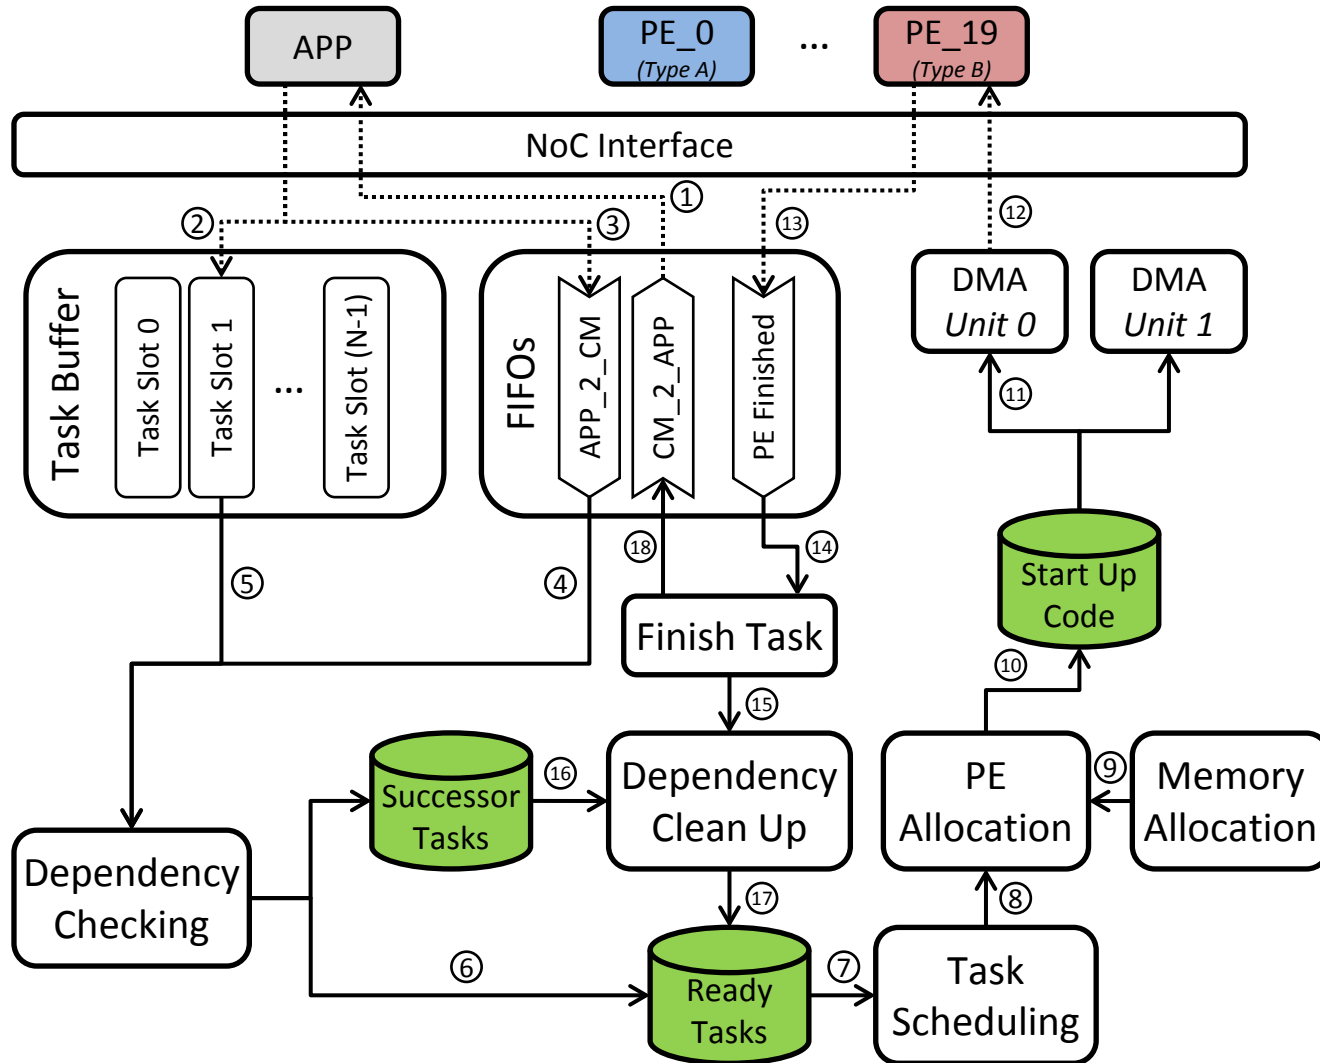 APP
PE_0
(Type A)
...
PE_19
(Type B)
NoC Interface
1
2
3
13
12
Task Buffer
Task Slot 0
Task Slot 1
...
Task Slot (N-1)
FIFOs
APP_2_CM
CM_2_APP
PE Finished
DMA
Unit 0
DMA
Unit 1
11
5
4
18
14
Start Up
Code
Finish Task
10
15
Successor
Tasks
16
Dependency
Clean Up
PE
Allocation
9
Memory
Allocation
Dependency
Checking
17
8
6
Ready
Tasks
7
Task
Scheduling